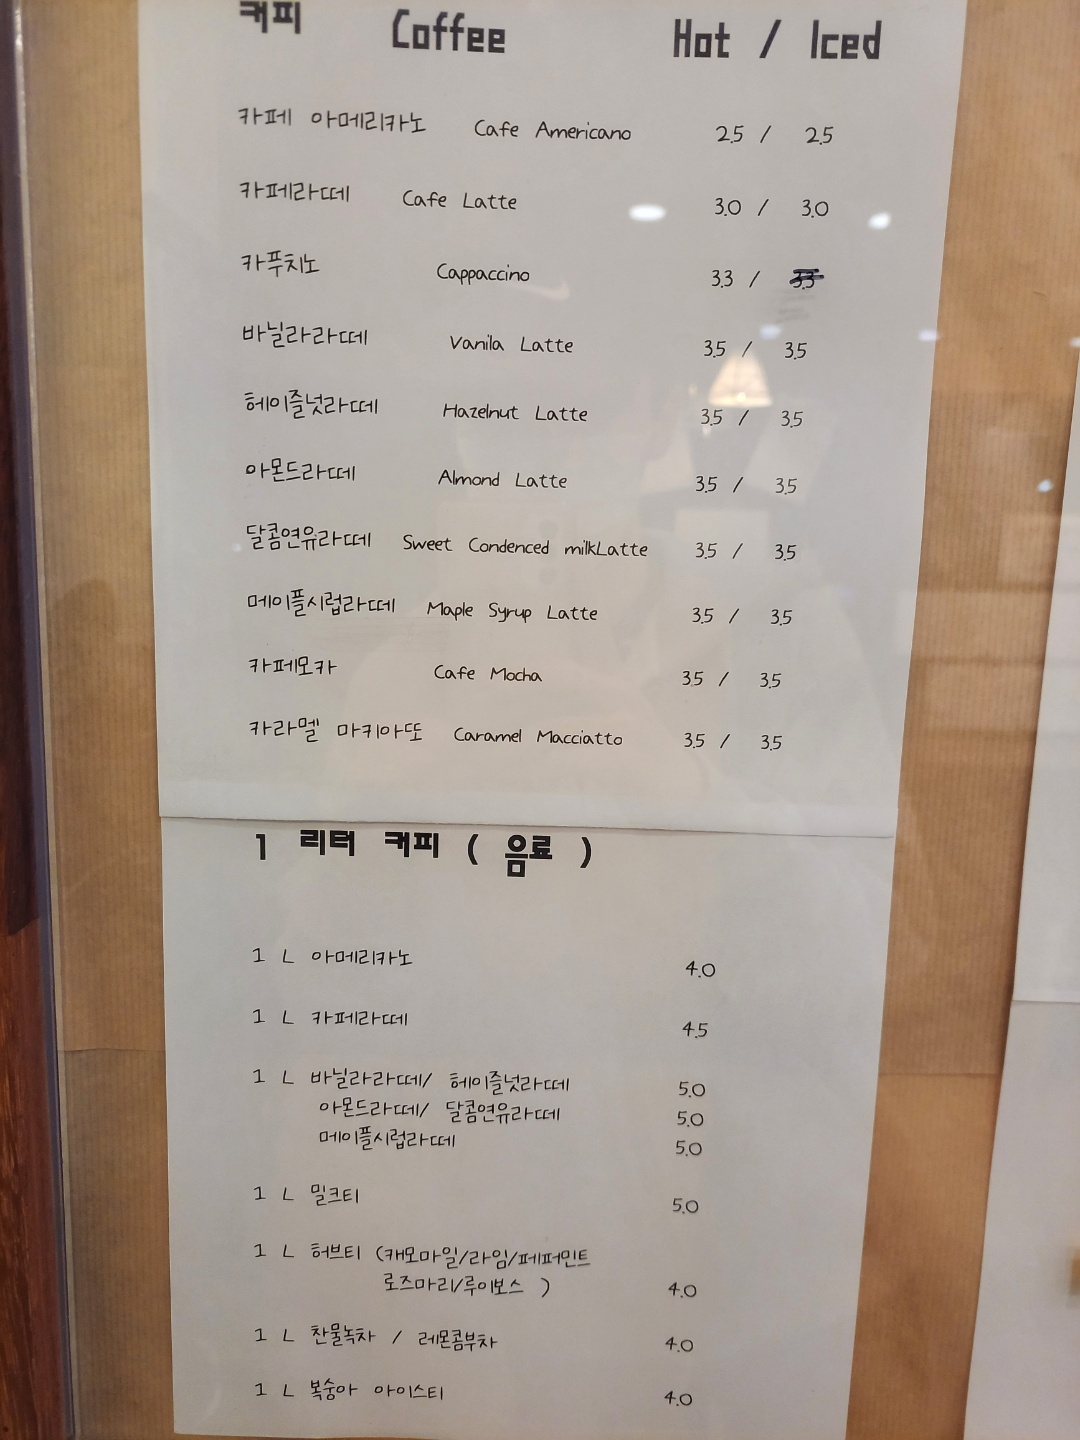 커피 Coffee Hot / Iced
카페 아메리카노 Cafe Americano 2.5 / 2.5
카페라떼 Cafe Latte 3.0 / 3.0
카푸치노 Cappaccino 3.3 / 3.3
바닐라라떼 Vanila Latte 3.5 / 3.5
헤이즐넛라떼 Hazelnut Latte 3.5 / 3.5
아몬드라떼 Almond Latte 3.5 / 3.5
달콤연유라떼 Sweet Condenced milkLatte 3.5 / 3.5
메이플시럽라떼 Maple Syrup Latte 3.5 / 3.5
카페모카 Cafe Mocha 3.5 / 3.5
카라멜 마키아또 Caramel Macciatto 3.5 / 3.5
1 리터 커피 ( 음료 )
1 L 아메리카노 4.0
1 L 카페라떼 4.5
1 L 바닐라라떼/ 헤이즐넛라떼 5.0
아몬드라떼/ 달콤연유라떼 5.0
메이플시럽라떼 5.0
1 L 밀크티 5.0
1 L 허브티 (캐모마일/라임/페퍼민트
로즈마리/루이보스 ) 4.0
1 L 찬물녹차 / 레몬콤부차 4.0
1 L 복숭아 아이스티 4.0